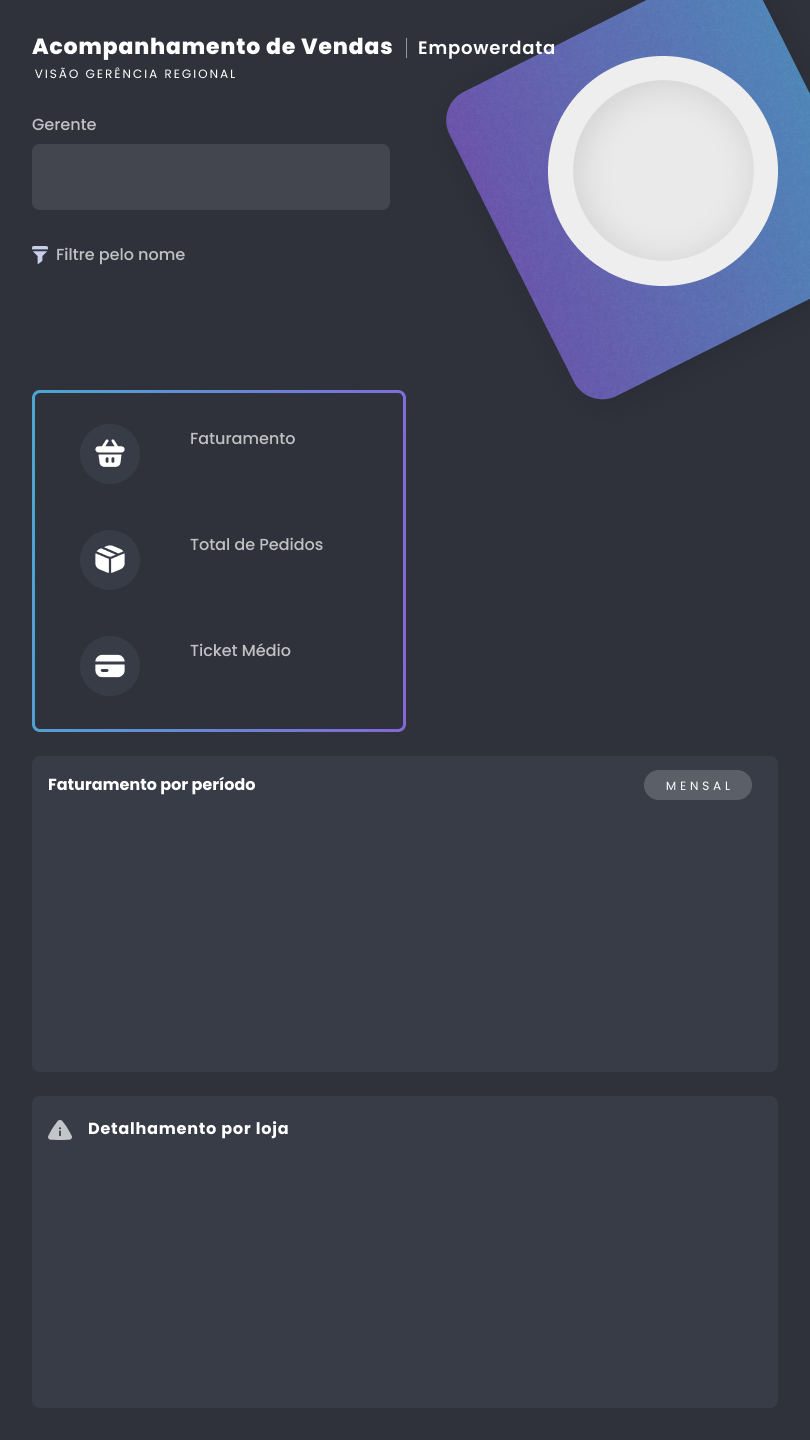 Acompanhamento de Vendas | Empowerdata
VISÃO GERÊNCIA REGIONAL
Gerente
Filtre pelo nome
Faturamento
Total de Pedidos
Ticket Médio
Faturamento por período
MENSAL
Detalhamento por loja